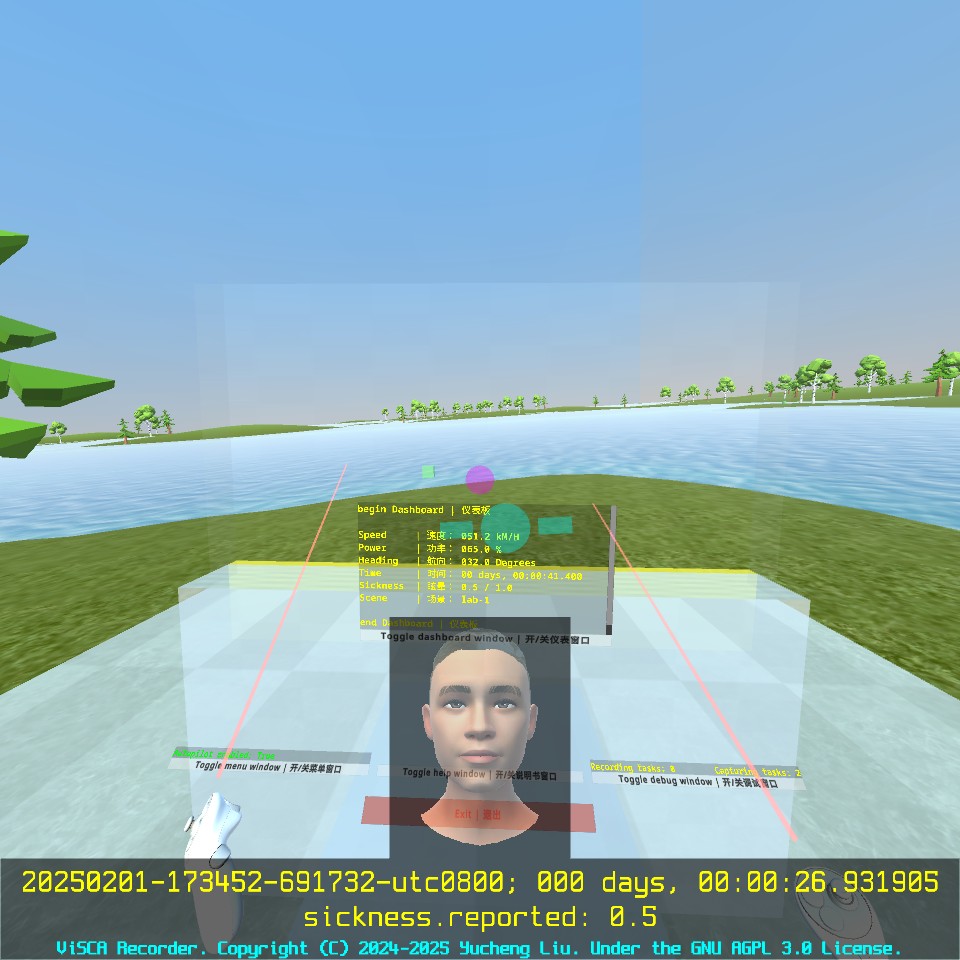 begin Dashboard | 仪表板
Speed | 速度: 051.2 kM/H
Power | 功率: 065.0 %
Heading | 航向: 032.0 Degrees
Time | 时间: 00 days, 00:00:41.400
Sickness | 眩晕: 0.5 / 1.0
Scene | 场景: lab-1
end Dashboard | 仪表板
Toggle dashboard window | 开/关仪表窗口
Autopilot enabled: True
Toggle menu window | 开/关菜单窗口
Toggle help window | 开/关说明书窗口
Recording tasks: 0 Capturing tasks: 2
Toggle debug window | 开/关调试窗口
Exit | 退出
20250201-173452-691732-utc0800; 000 days, 00:00:26.931905
sickness.reported: 0.5
ViSCA Recorder. Copyright (C) 2024-2025 Yucheng Liu. Under the GNU AGPL 3.0 License.